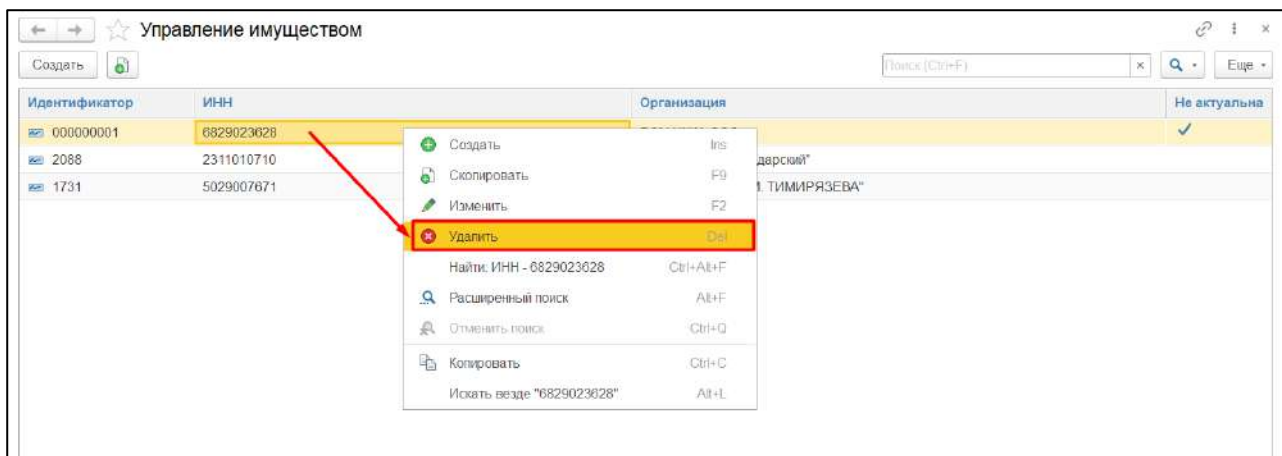 Управление имуществом
Создать Поиск (Ctrl+F) Еще
Идентификатор ИНН Организация Не актуальна
000000001 6829023628
2088 2311010710 дарский"
1731 5029007671 ТИМИРЯЗЕВА"
Создать Ins
Скопировать F9
Изменить F2
Удалить Del
Найти: ИНН - 6829023628 Ctrl+Alt+F
Расширенный поиск Alt+F
Отменить поиск Ctrl+Q
Копировать Ctrl+C
Искать везде "6829023628" Alt+L